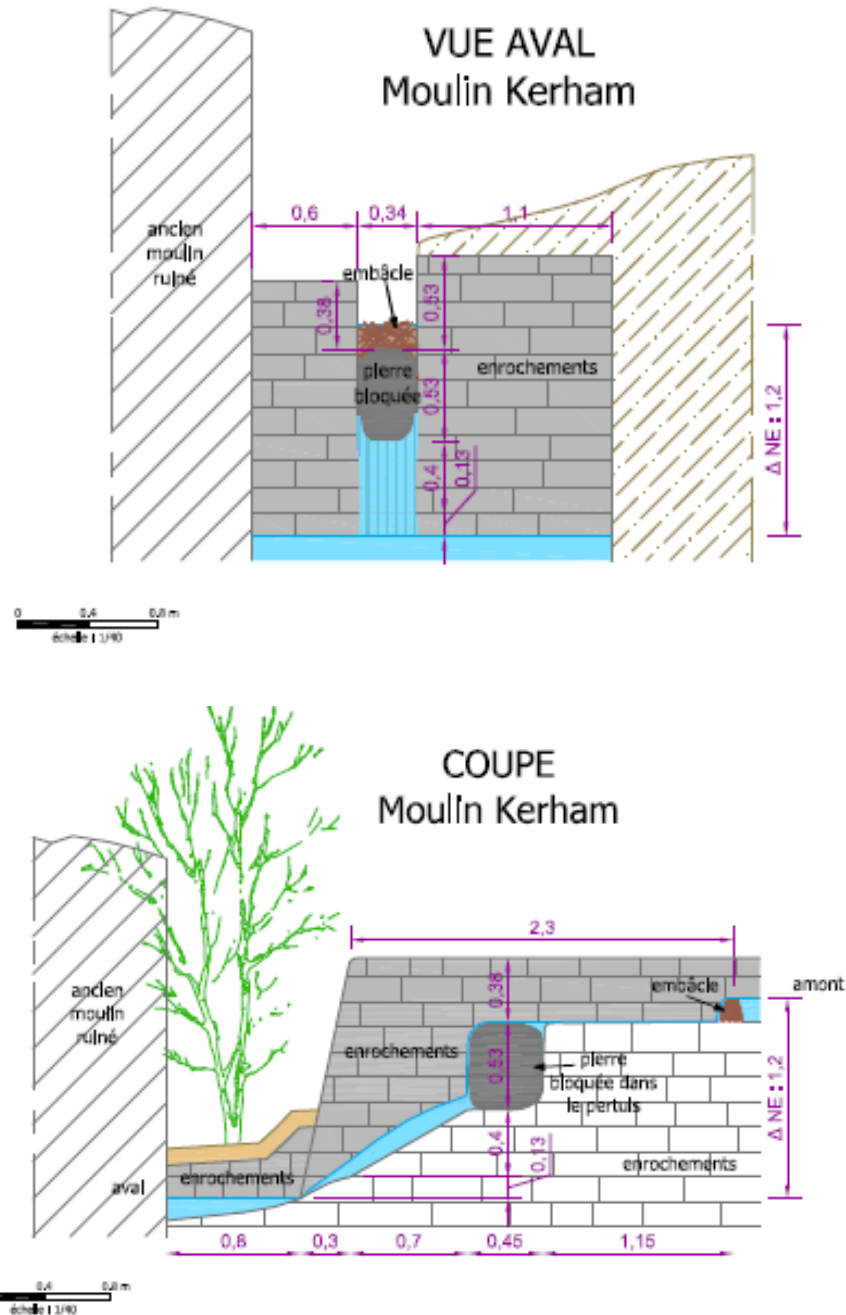 VUE AVAL
Moulin Kerham
0,6
0,34
1,1
ancien
moulin
ruiné
embâcle
0,38
0,53
pierre
bloquée
enrochements
0,53
0,4
0,13
Δ NE : 1,2
0
0,4
0,8 m
échelle : 1/40
COUPE
Moulin Kerham
2,3
ancien
moulin
ruiné
embâcle
amont
0,38
enrochements
0,53
pierre
bloquée dans
le pertuis
0,4
0,13
Δ NE : 1,2
enrochements
aval
enrochements
0,8
0,3
0,7
0,45
1,15
0,4
0,8 m
échelle : 1/40